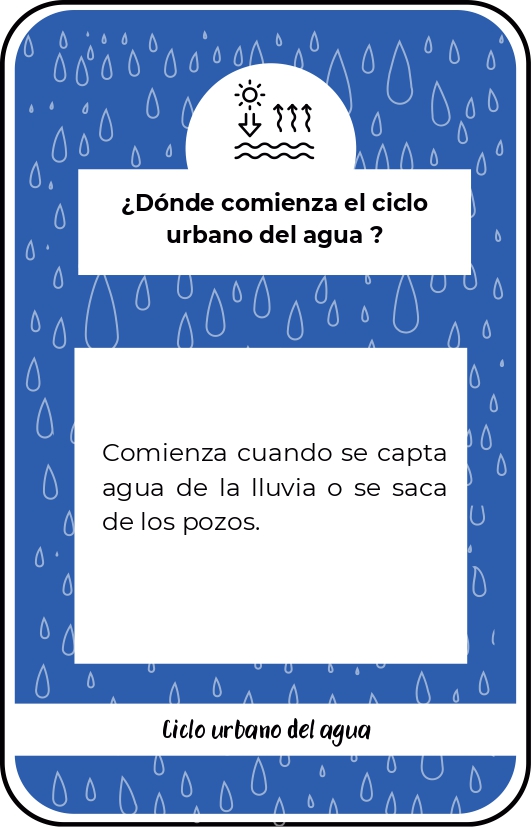 ¿Dónde comienza el ciclo
urbano del agua ?
Comienza cuando se capta
agua de la lluvia o se saca
de los pozos.
Ciclo urbano del agua